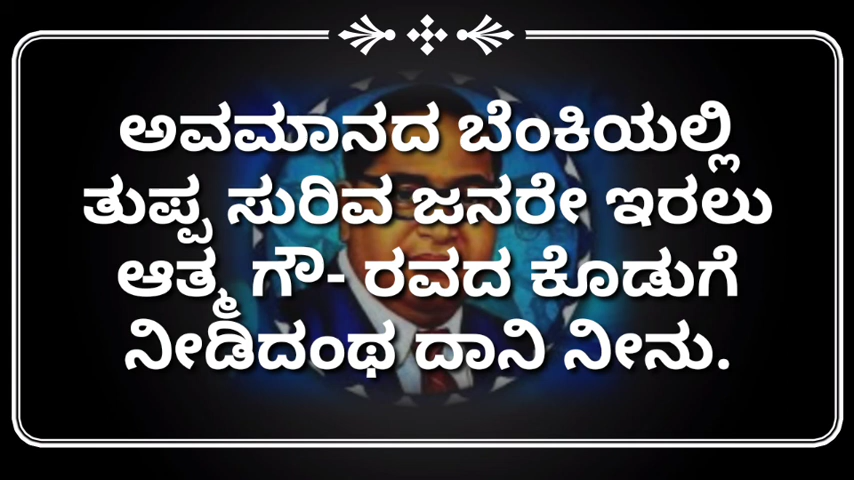 ಅವಮಾನದ ಬೆಂಕಿಯಲ್ಲಿ
ತುಪ್ಪ ಸುರಿವ ಜನರೇ ಇರಲು
ಆತ್ಮ ಗೌ- ರವದ ಕೊಡುಗೆ
ನೀಡಿದಂಥ ದಾನಿ ನೀನು.